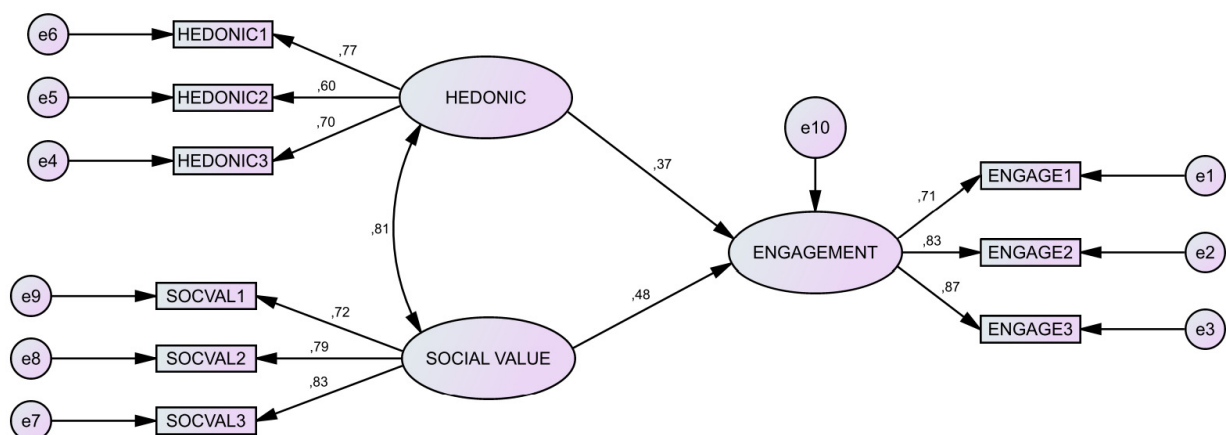 e6
HEDONIC1
,77
e5
HEDONIC2
,60
HEDONIC
e4
HEDONIC3
,70
e10
,37
,81
ENGAGEMENT
ENGAGE1
e1
,71
ENGAGE2
e2
,83
ENGAGE3
e3
,87
e9
SOCVAL1
,72
e8
SOCVAL2
,79
SOCIAL VALUE
,48
e7
SOCVAL3
,83